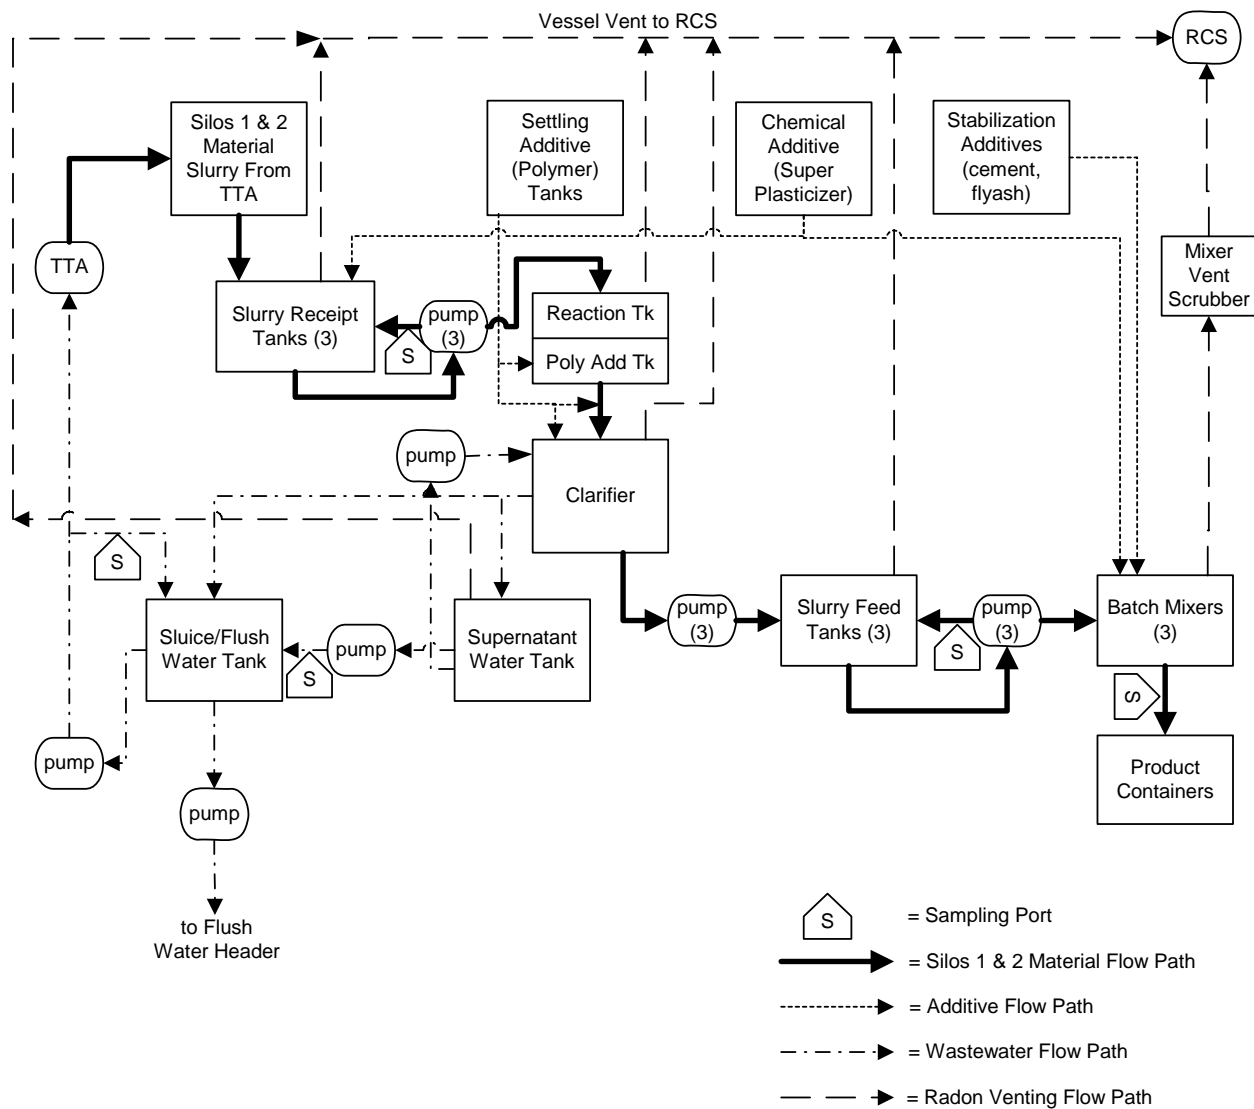 Vessel Vent to RCS
RCS
Silos 1 & 2
Material
Slurry From
TTA
Settling
Additive
(Polymer)
Tanks
Chemical
Additive
(Super
Plasticizer)
Stabilization
Additives
(cement,
flyash)
TTA
Mixer
Vent
Scrubber
Slurry Receipt
Tanks (3)
pump
(3)
S
Reaction Tk
Poly Add Tk
pump
Clarifier
S
Sluice/Flush
Water Tank
S
pump
Supernatant
Water Tank
pump
(3)
Slurry Feed
Tanks (3)
S
pump
(3)
Batch Mixers
(3)
S
pump
pump
Product
Containers
to Flush
Water Header
S
= Sampling Port
= Silos 1 & 2 Material Flow Path
= Additive Flow Path
= Wastewater Flow Path
= Radon Venting Flow Path